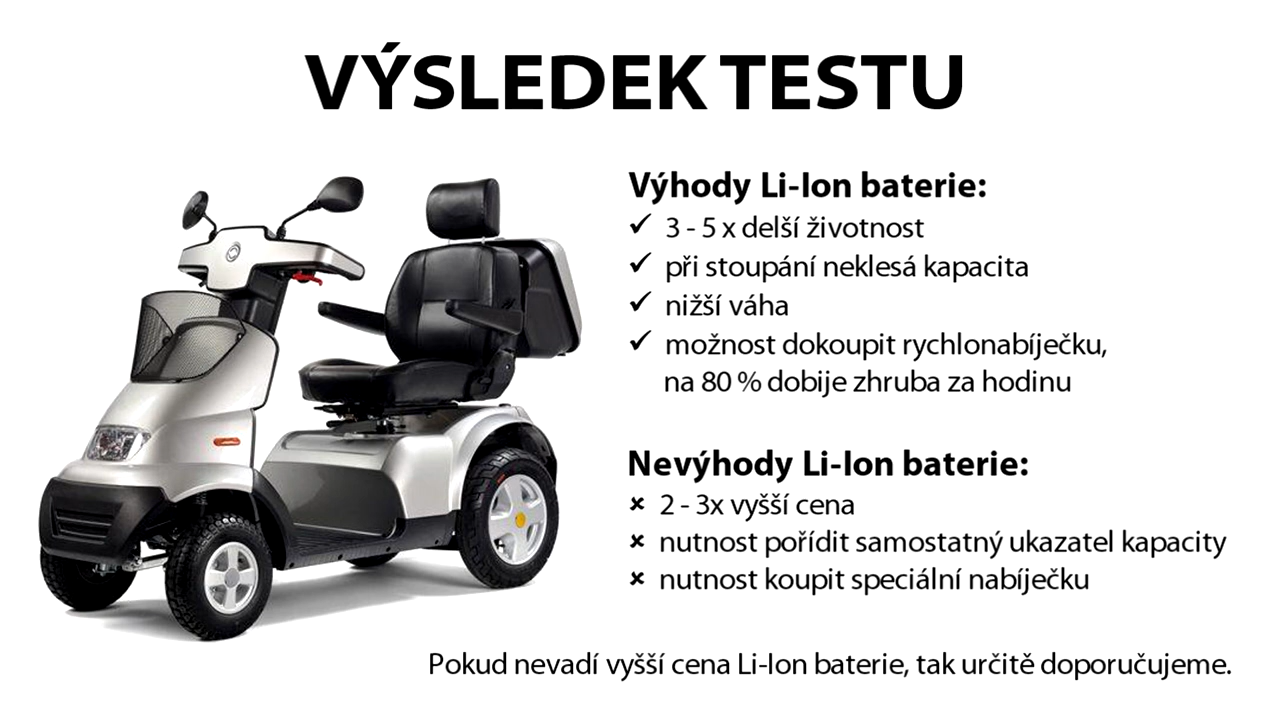 VÝSLEDEK TESTU
Výhody Li-Ion baterie:
✓ 3 - 5 x delší životnost
✓ při stoupání neklesá kapacita
✓ nižší váha
✓ možnost dokoupit rychlonabíječku,
na 80 % dobije zhruba za hodinu
Nevýhody Li-Ion baterie:
× 2 - 3x vyšší cena
× nutnost pořídit samostatný ukazatel kapacity
× nutnost koupit speciální nabíječku
Pokud nevadí vyšší cena Li-Ion baterie, tak určitě doporučujeme.